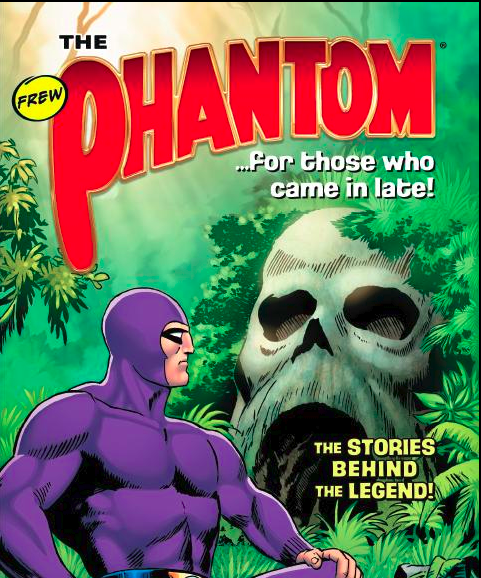 THE
FREW
PHANTOM®
...for those who
came in late!
THE STORIES
BEHIND
THE LEGEND!